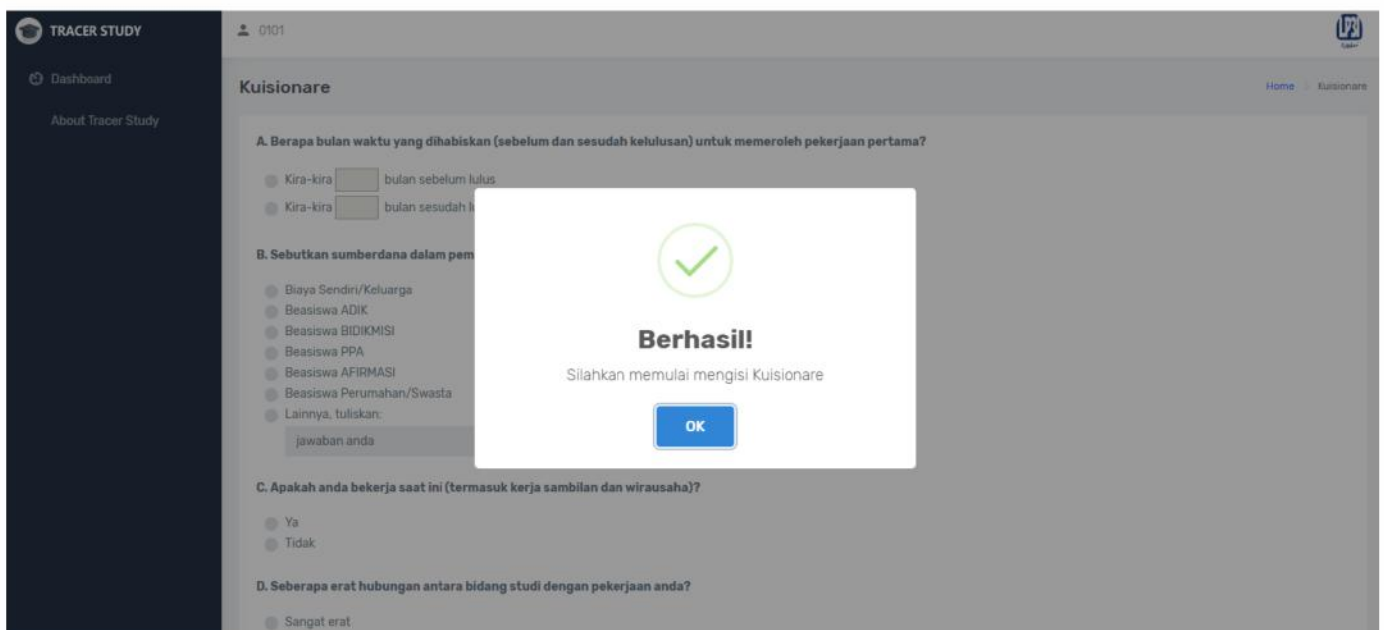 TRACER STUDY
0101
Dashboard
About Tracer Study
Kuisionare
Home
Kuisionare
A. Berapa bulan waktu yang dihabiskan (sebelum dan sesudah kelulusan) untuk memeroleh pekerjaan pertama?
Kira-kira bulan sebelum lulus
Kira-kira bulan sesudah
B. Sebutkan sumberdana dalam pem
Biaya Sendiri/Keluarga
Beasiswa ADIK
Beasiswa BIDIKMISI
Beasiswa PPA
Beasiswa AFIRMASI
Beasiswa Perumahan/Swasta
Lainnya, tuliskan:
jawaban anda
Berhasil!
Silahkan memulai mengisi Kuisionare
OK
C. Apakah anda bekerja saat ini (termasuk kerja sambilan dan wirausaha)?
Ya
Tidak
D. Seberapa erat hubungan antara bidang studi dengan pekerjaan anda?
Sangat erat